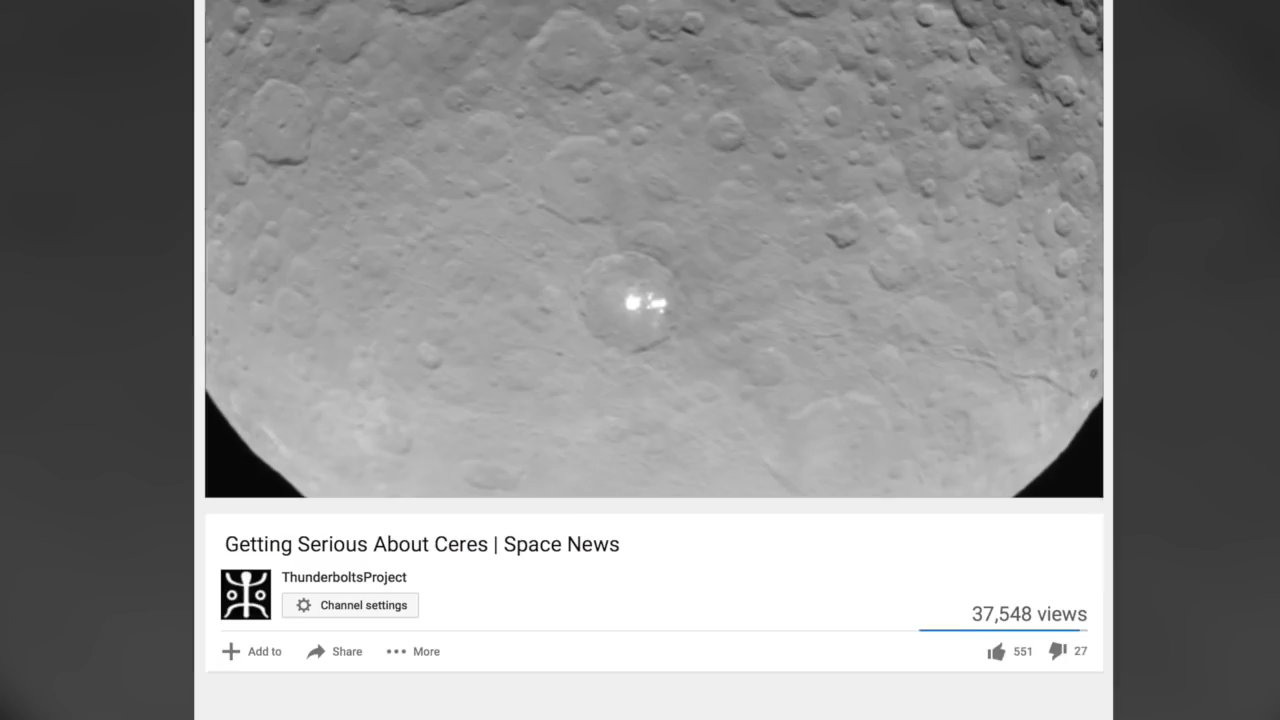 Getting Serious About Ceres | Space News
ThunderboltsProject
Channel settings
37,548 views
Add to Share More 551 27